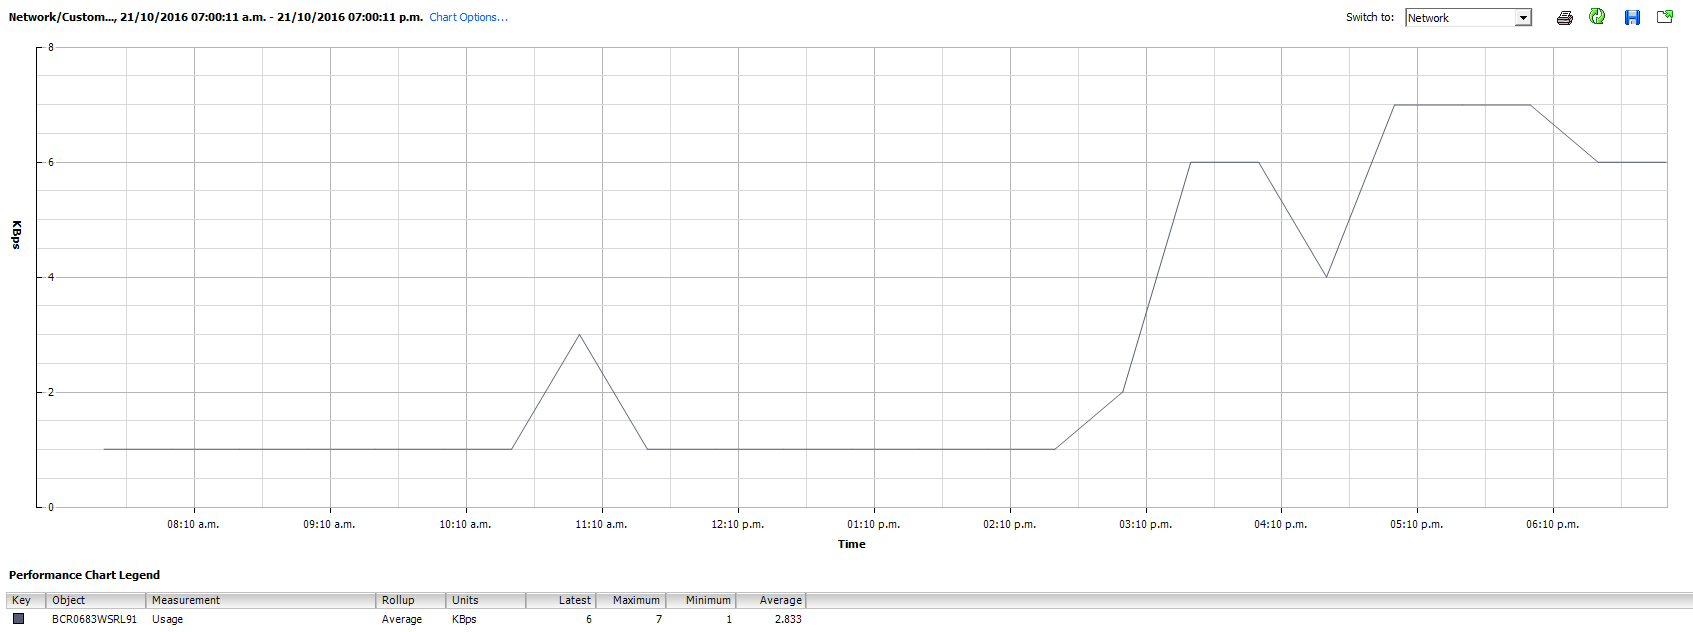 Network/Custom..., 21/10/2016 07:00:11 a.m. - 21/10/2016 07:00:11 p.m. Chart Options... Switch to: Network
8
6
KBps
4
2
0
08:10 a.m. 09:10 a.m. 10:10 a.m. 11:10 a.m. 12:10 p.m. 01:10 p.m. 02:10 p.m. 03:10 p.m. 04:10 p.m. 05:10 p.m. 06:10 p.m.
Time
Performance Chart Legend
Key Object Measurement Rollup Units Latest Maximum Minimum Average
BCR0683WSRL91 Usage Average KBps 6 7 1 2.833